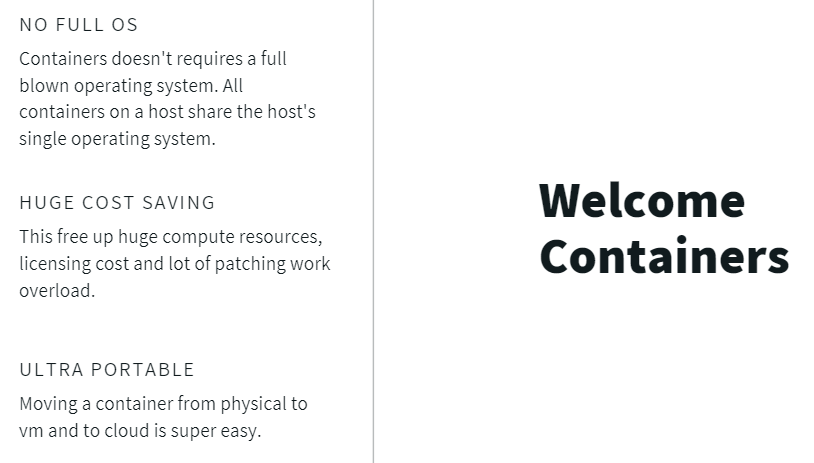 NO FULL OS
Containers doesn't requires a full
blown operating system. All
containers on a host share the host's
single operating system.
HUGE COST SAVING
This free up huge compute resources,
licensing cost and lot of patching work
overload.
ULTRA PORTABLE
Moving a container from physical to
vm and to cloud is super easy.
Welcome
Containers